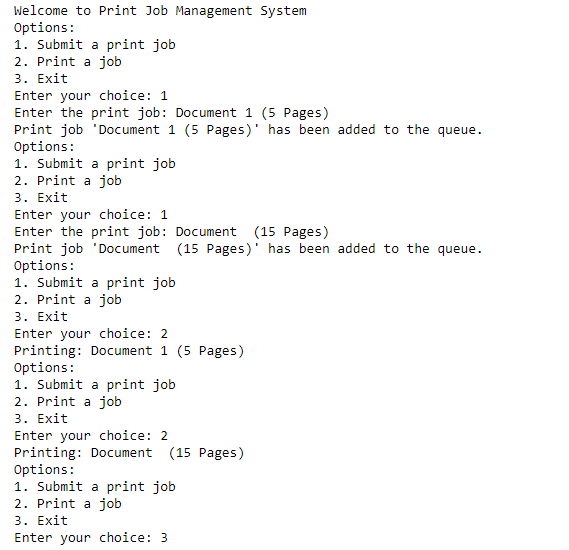 Welcome to Print Job Management System
Options:
1. Submit a print job
2. Print a job
3. Exit
Enter your choice: 1
Enter the print job: Document 1 (5 Pages)
Print job 'Document 1 (5 Pages)' has been added to the queue.
Options:
1. Submit a print job
2. Print a job
3. Exit
Enter your choice: 1
Enter the print job: Document  (15 Pages)
Print job 'Document  (15 Pages)' has been added to the queue.
Options:
1. Submit a print job
2. Print a job
3. Exit
Enter your choice: 2
Printing: Document 1 (5 Pages)
Options:
1. Submit a print job
2. Print a job
3. Exit
Enter your choice: 2
Printing: Document  (15 Pages)
Options:
1. Submit a print job
2. Print a job
3. Exit
Enter your choice: 3